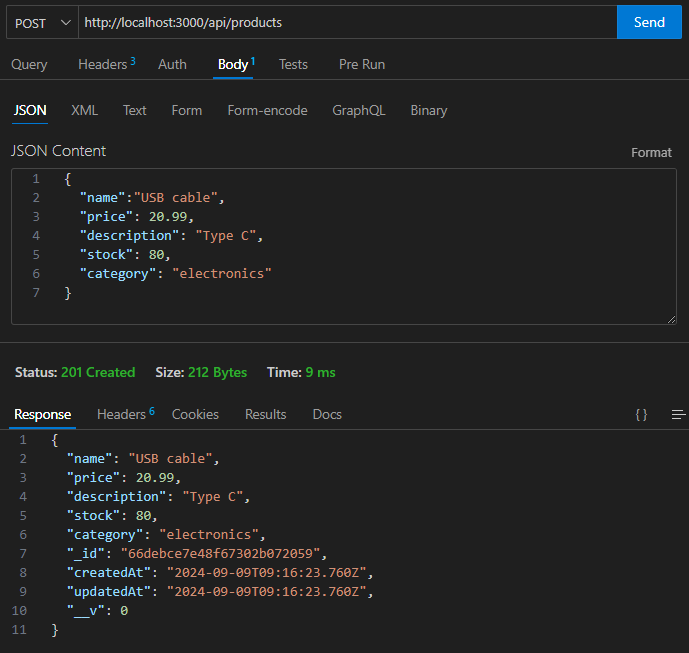 POST http://localhost:3000/api/products Send
Query Headers 3 Auth Body 1 Tests Pre Run
JSON XML Text Form Form-encode GraphQL Binary
JSON Content Format
1 {
2 "name":"USB cable",
3 "price": 20.99,
4 "description": "Type C",
5 "stock": 80,
6 "category": "electronics"
7 }
Status: 201 Created Size: 212 Bytes Time: 9 ms
Response Headers 6 Cookies Results Docs { }
1 {
2 "name": "USB cable",
3 "price": 20.99,
4 "description": "Type C",
5 "stock": 80,
6 "category": "electronics",
7 "_id": "66debce7e48f67302b072059",
8 "createdAt": "2024-09-09T09:16:23.760Z",
9 "updatedAt": "2024-09-09T09:16:23.760Z",
10 "__v": 0
11 }